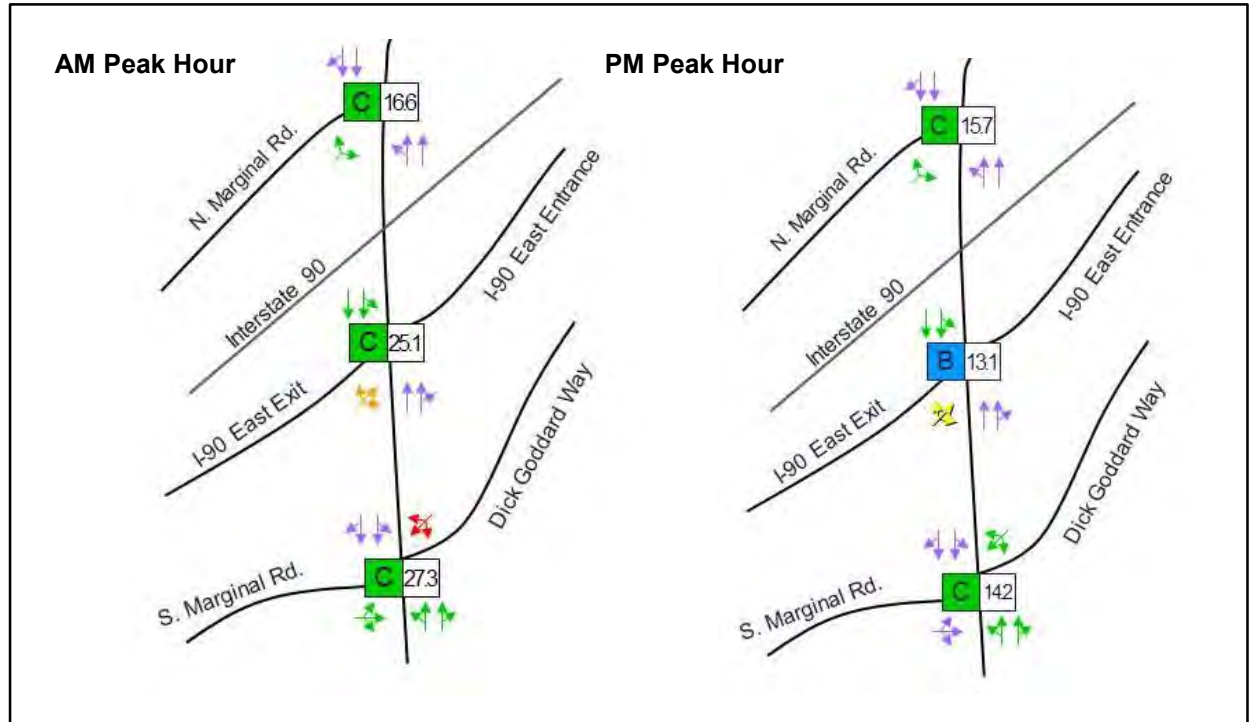 AM Peak Hour
C 16.6
N. Marginal Rd.
Interstate 90
I-90 East Entrance
C 25.1
I-90 East Exit
Dick Goddard Way
S. Marginal Rd.
C 27.3
PM Peak Hour
C 15.7
N. Marginal Rd.
Interstate 90
I-90 East Entrance
B 13.1
I-90 East Exit
Dick Goddard Way
S. Marginal Rd.
C 14.2